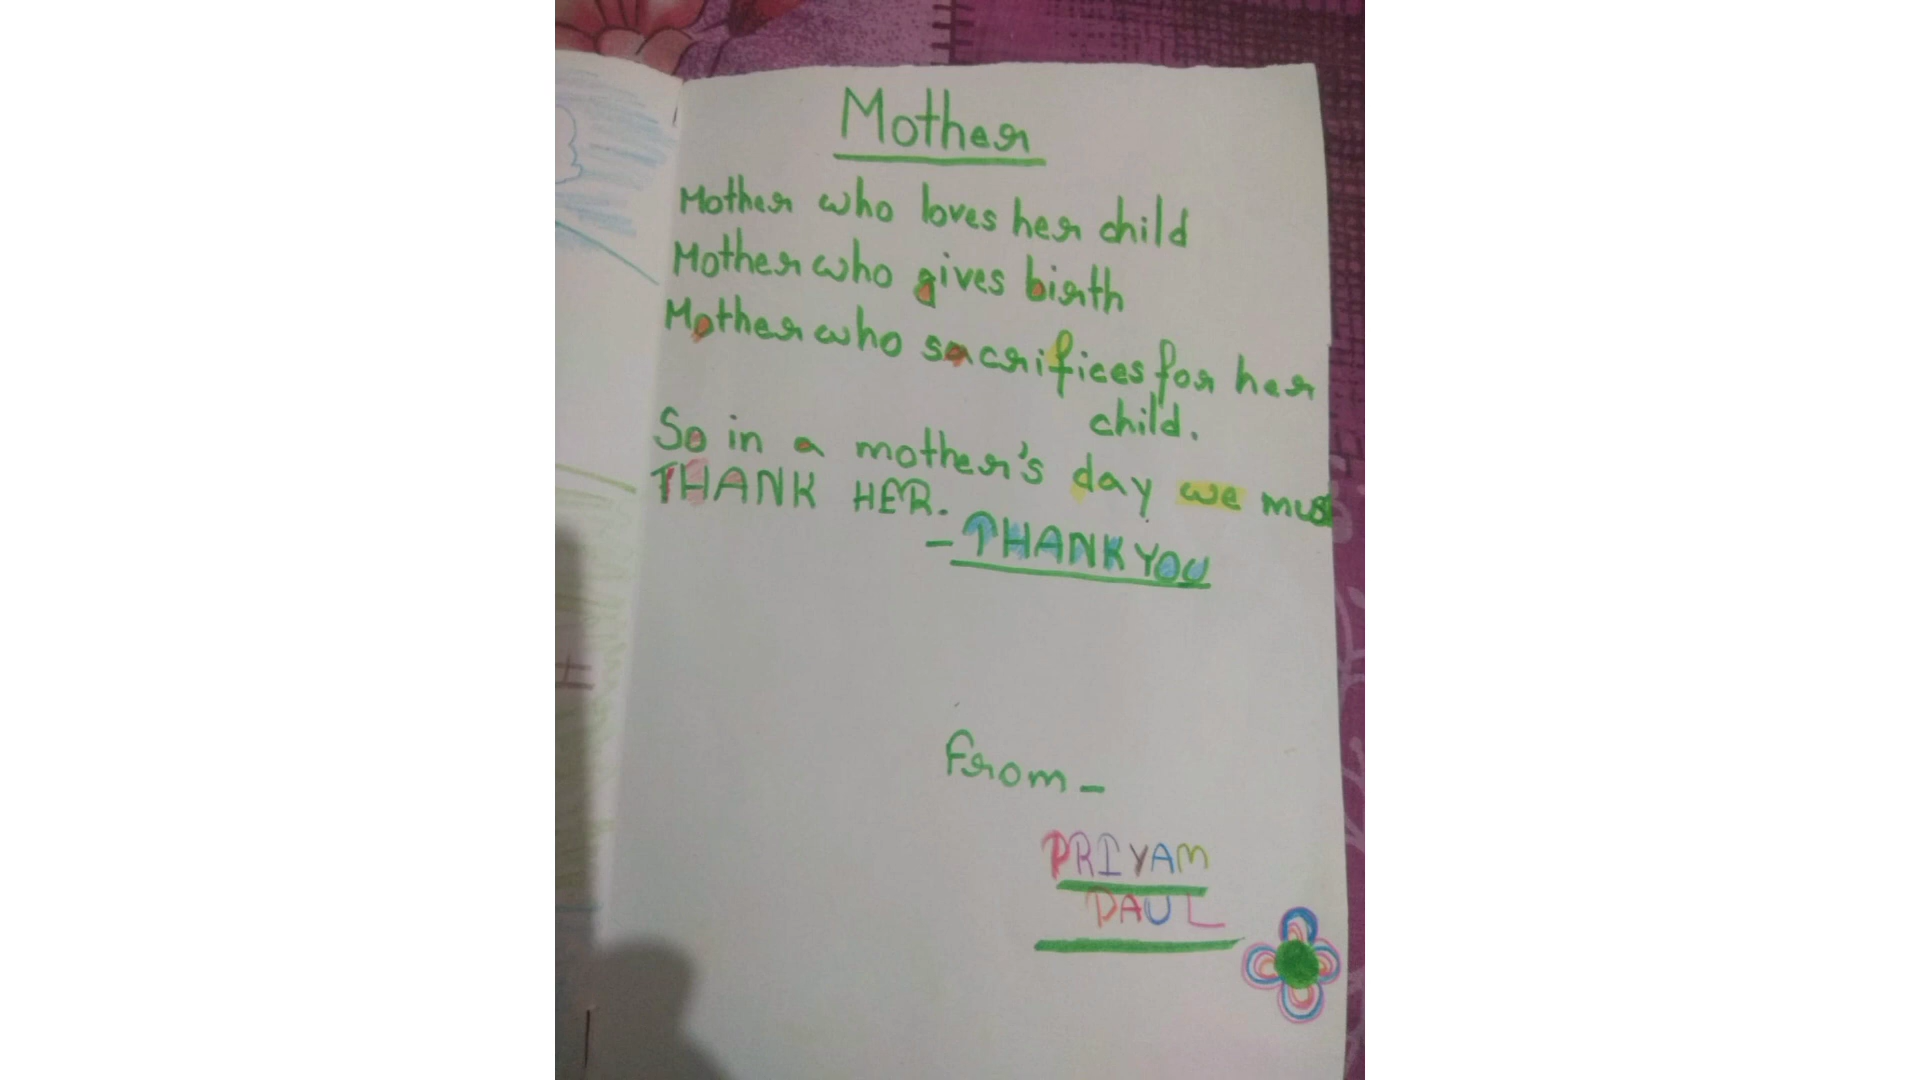 Mother
Mother who loves her child
Mother who gives birth
Mother who sacrifices for her
child.
So in a mother's day we must
THANK HER.
- THANK YOU
From -
PRIYAM
PAUL